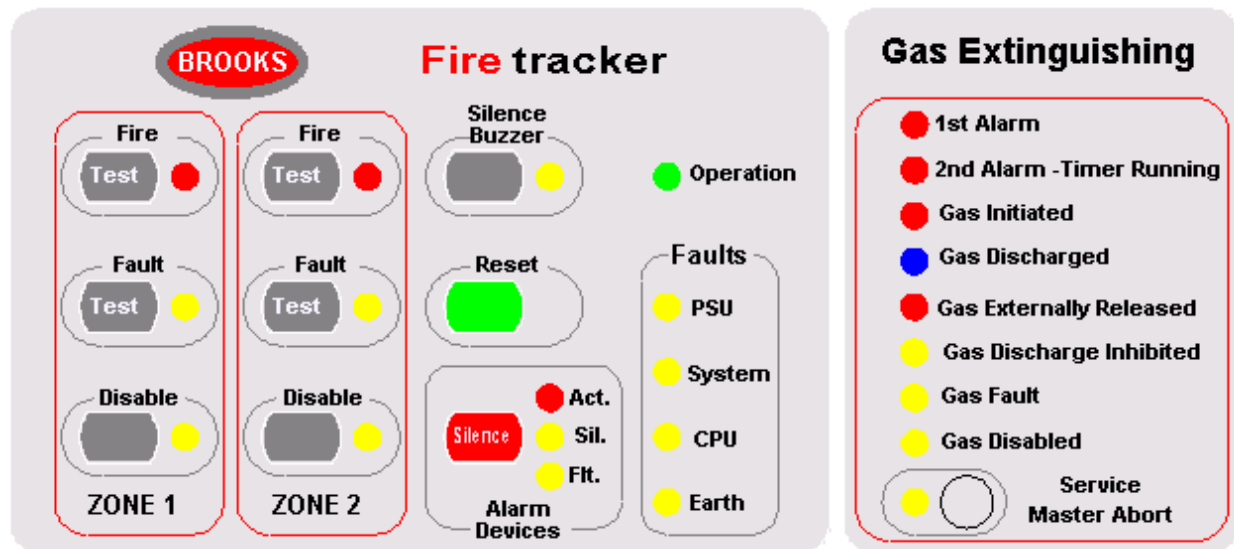 BROOKS
Fire tracker
Fire
Test
Fault
Test
Disable
ZONE 1
Fire
Test
Fault
Test
Disable
ZONE 2
Silence
Buzzer
Reset
Silence
Act.
Sil.
Flt.
Alarm
Devices
Operation
Faults
PSU
System
CPU
Earth
Gas Extinguishing
1st Alarm
2nd Alarm -Timer Running
Gas Initiated
Gas Discharged
Gas Externally Released
Gas Discharge Inhibited
Gas Fault
Gas Disabled
Service
Master Abort